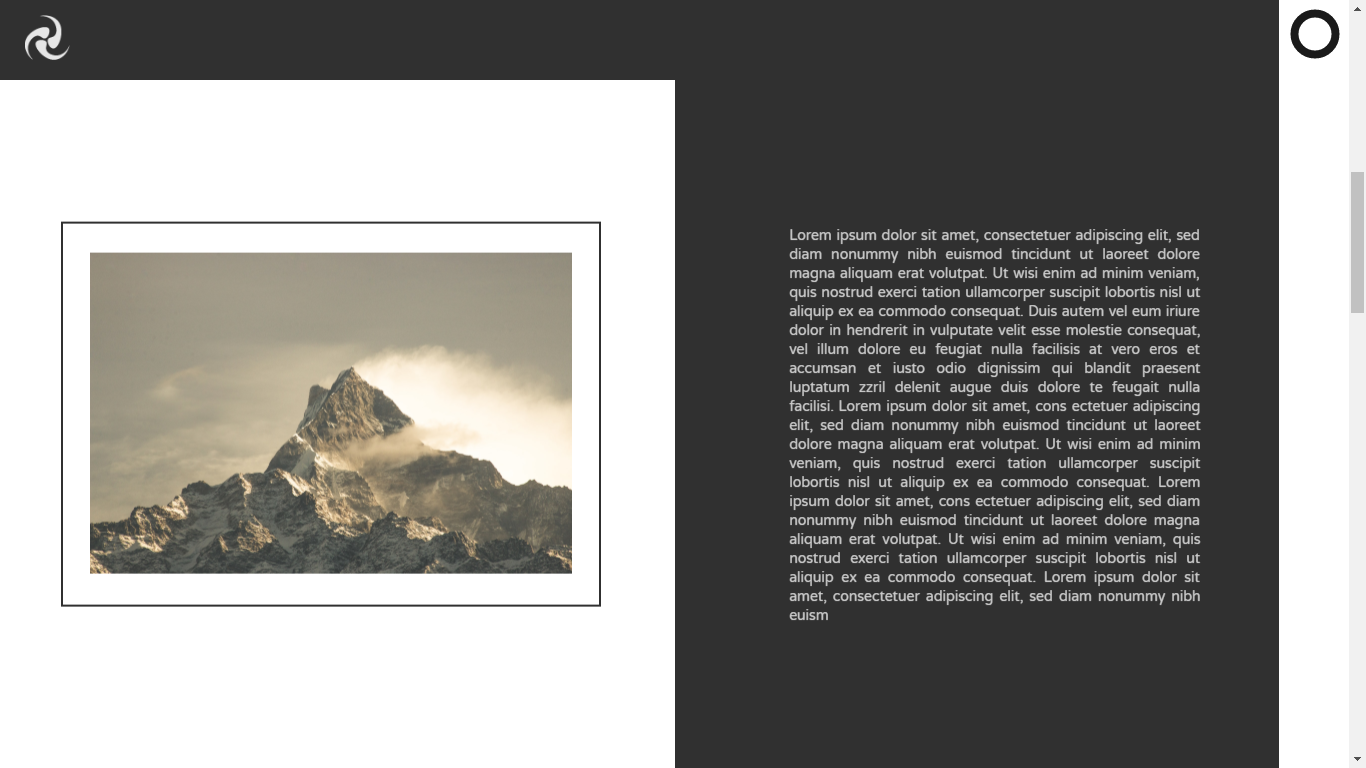 Lorem ipsum dolor sit amet, consectetuer adipiscing elit, sed
diam nonummy nibh euismod tincidunt ut laoreet dolore
magna aliquam erat volutpat. Ut wisi enim ad minim veniam,
quis nostrud exerci tation ullamcorper suscipit lobortis nisl ut
aliquip ex ea commodo consequat. Duis autem vel eum iriure
dolor in hendrerit in vulputate velit esse molestie consequat,
vel illum dolore eu feugiat nulla facilisis at vero eros et
accumsan et iusto odio dignissim qui blandit praesent
luptatum zzril delenit augue duis dolore te feugait nulla
facilisi. Lorem ipsum dolor sit amet, cons ectetuer adipiscing
elit, sed diam nonummy nibh euismod tincidunt ut laoreet
dolore magna aliquam erat volutpat. Ut wisi enim ad minim
veniam, quis nostrud exerci tation ullamcorper suscipit
lobortis nisl ut aliquip ex ea commodo consequat. Lorem
ipsum dolor sit amet, cons ectetuer adipiscing elit, sed diam
nonummy nibh euismod tincidunt ut laoreet dolore magna
aliquam erat volutpat. Ut wisi enim ad minim veniam, quis
nostrud exerci tation ullamcorper suscipit lobortis nisl ut
aliquip ex ea commodo consequat. Lorem ipsum dolor sit
amet, consectetuer adipiscing elit, sed diam nonummy nibh
euism